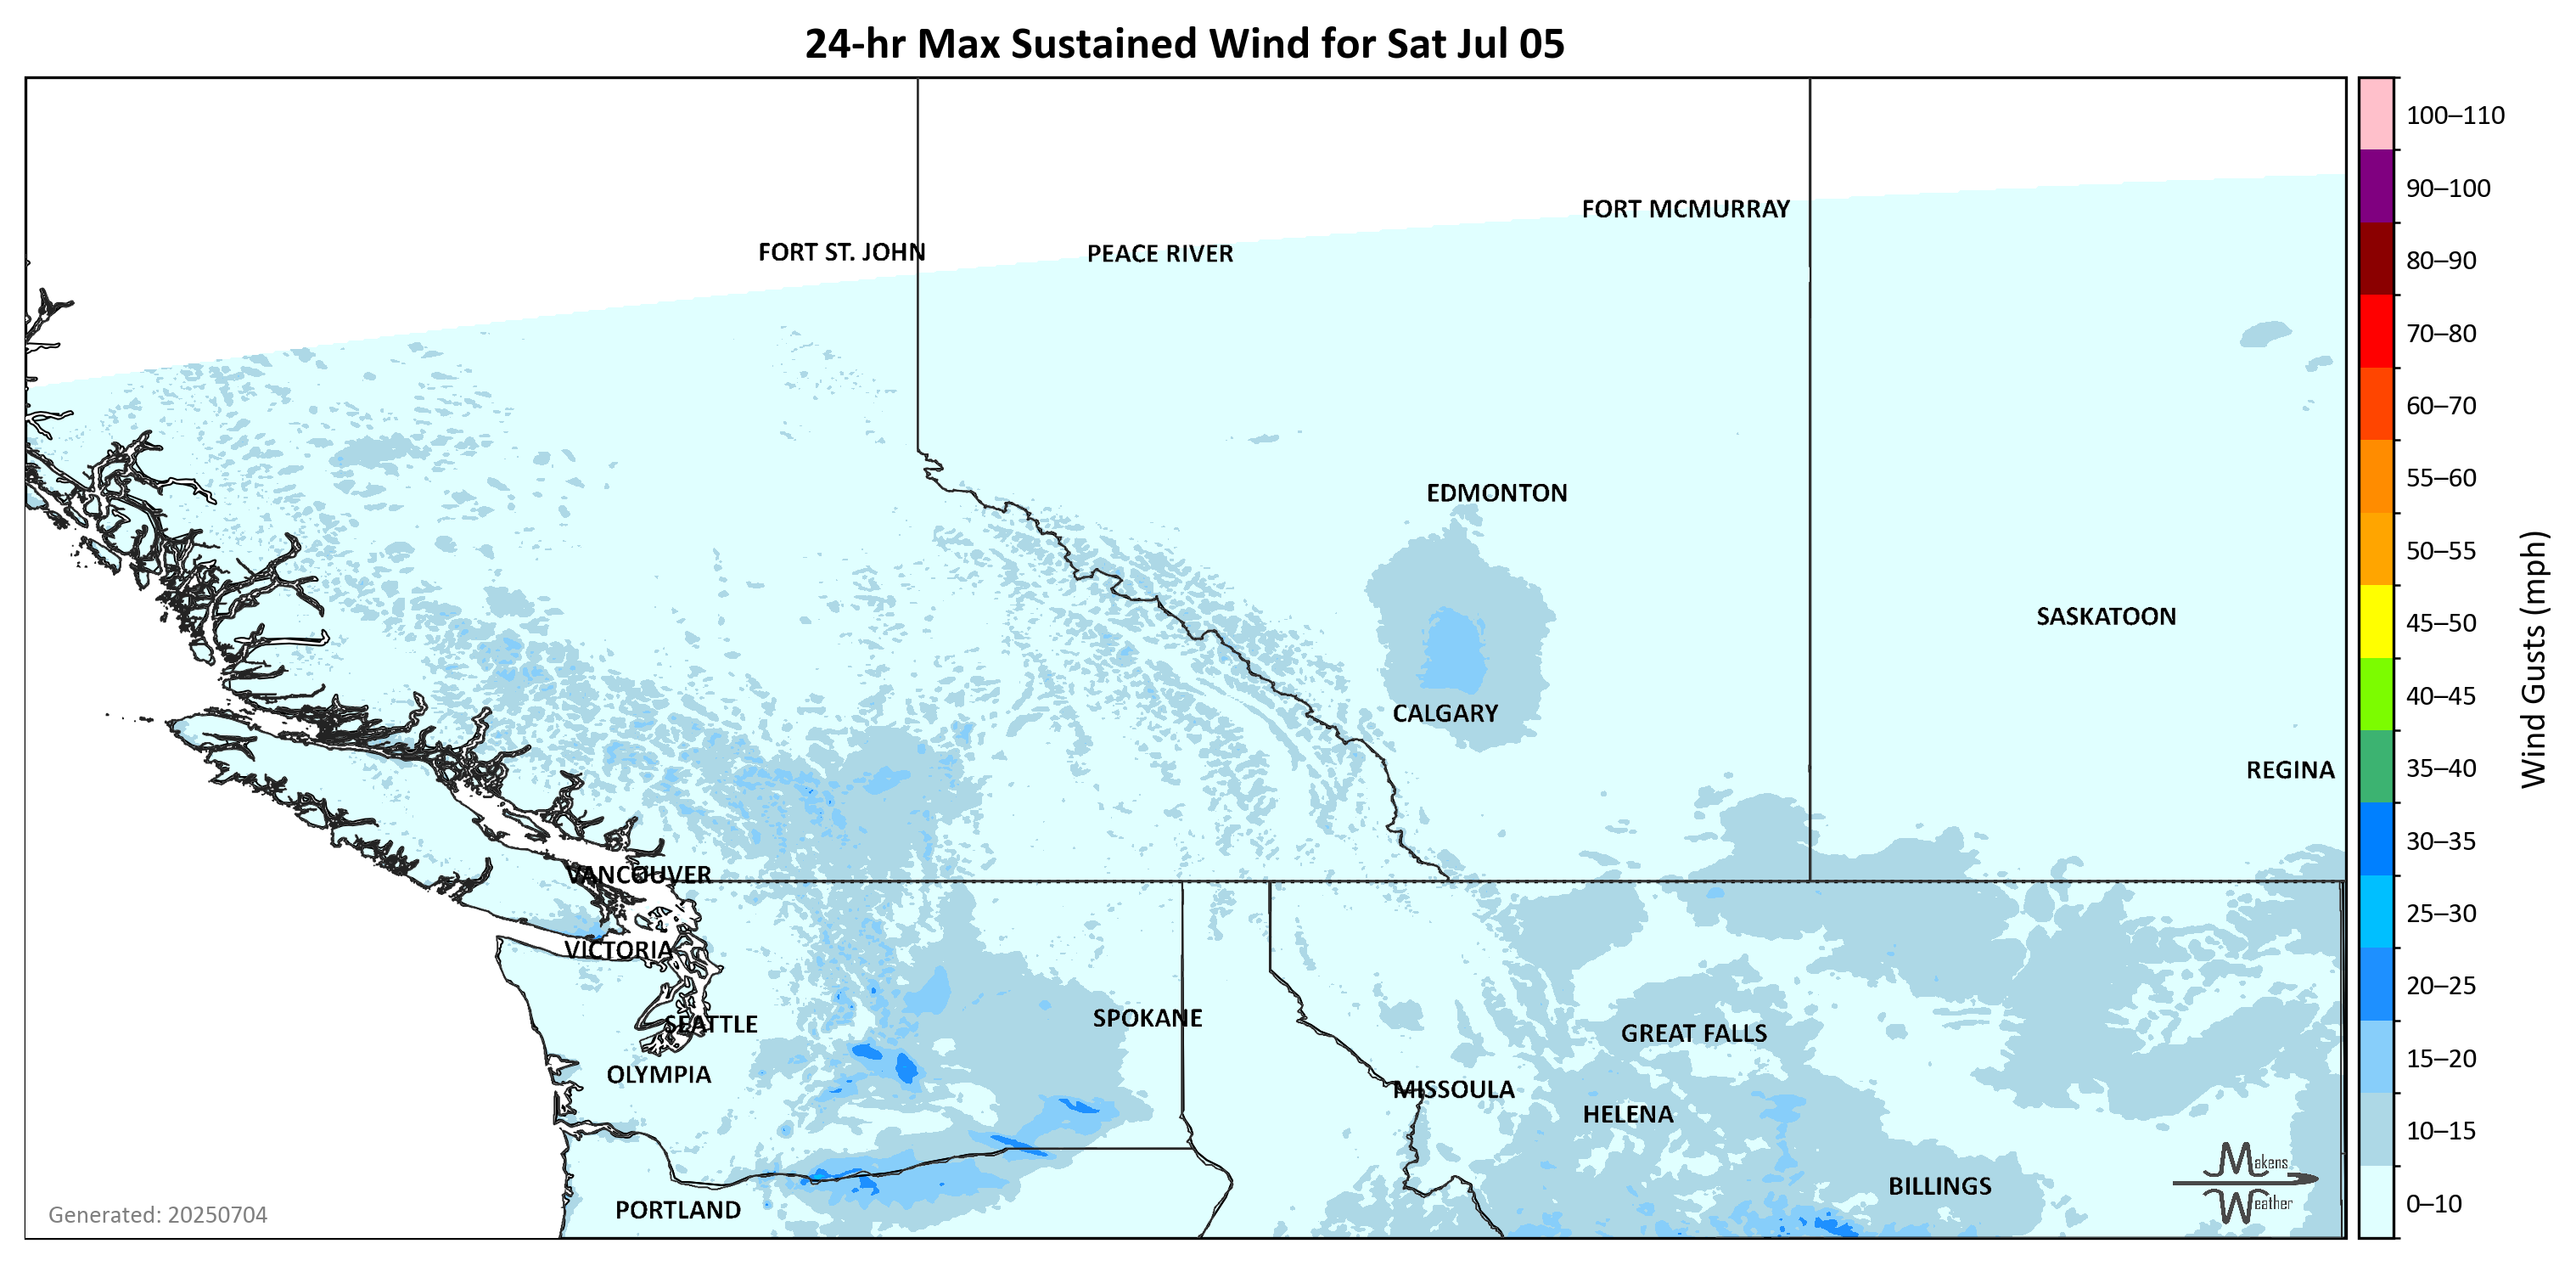 24-hr Max Sustained Wind for Sat Jul 05
100–110
90–100
80–90
70–80
60–70
55–60
50–55
45–50
40–45
35–40
30–35
25–30
20–25
15–20
10–15
0–10
Wind Gusts (mph)
FORT MCMURRAY
FORT ST. JOHN
PEACE RIVER
EDMONTON
SASKATOON
CALGARY
REGINA
VANCOUVER
VICTORIA
SEATTLE
SPOKANE
GREAT FALLS
OLYMPIA
MISSOULA
HELENA
BILLINGS
PORTLAND
Makens
Weather
Generated: 20250704